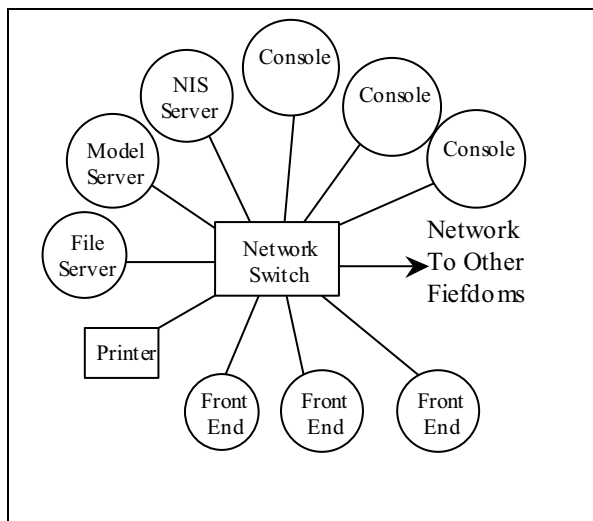 Console
NIS
Server
Console
Model
Server
Console
File
Server
Network
Switch
Network
To Other
Fiefdoms
Printer
Front
End
Front
End
Front
End